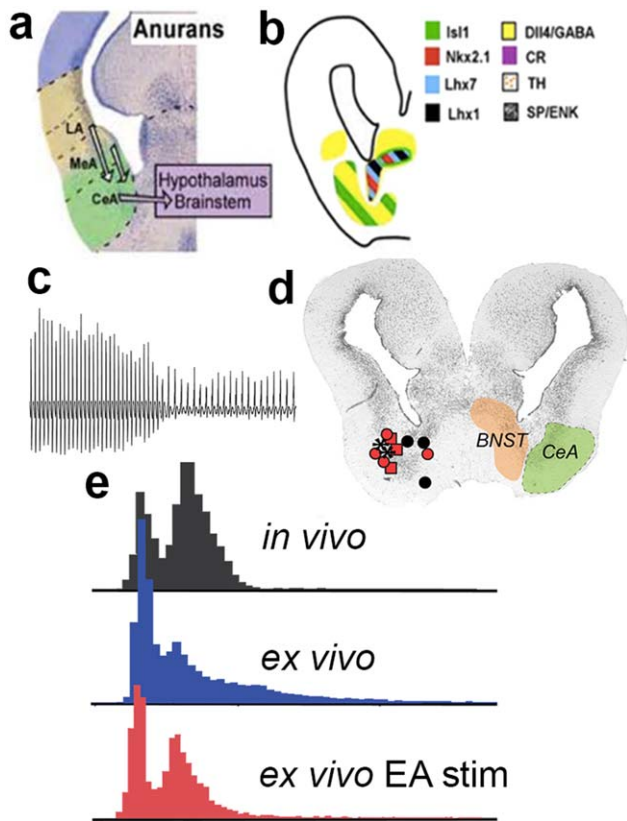 a
Anurans
LA
MeA
CeA
Hypothalamus
Brainstem
b
Isl1
Nkx2.1
Lhx7
Lhx1
Dll4/GABA
CR
TH
SP/ENK
c
d
BNST
CeA
e
in vivo
ex vivo
ex vivo EA stim